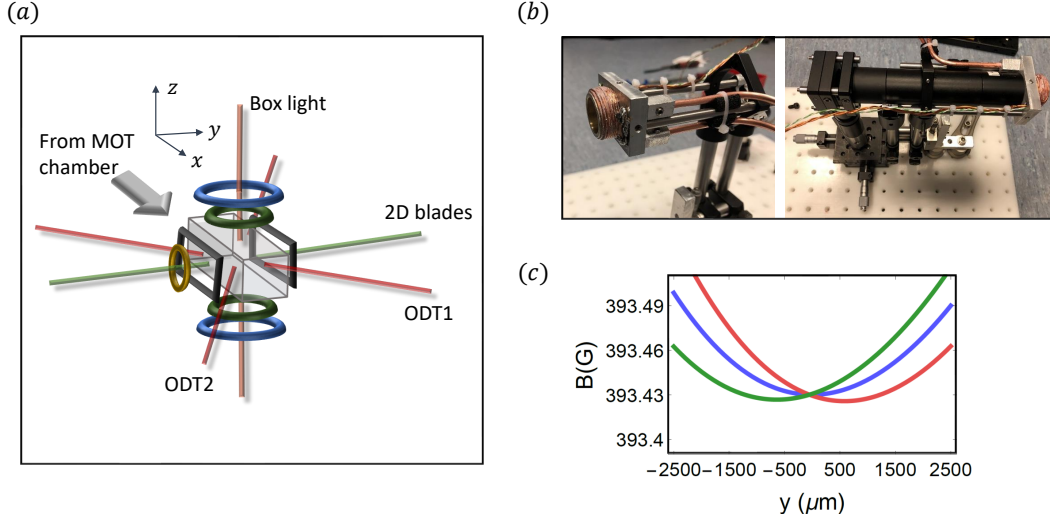 (a)
z
y
x
Box light
From MOT
chamber
2D blades
ODT1
ODT2
(b)
(c)
B(G)
393.49
393.46
393.43
393.4
−2500 −1500 −500 500 1500 2500
y (μm)